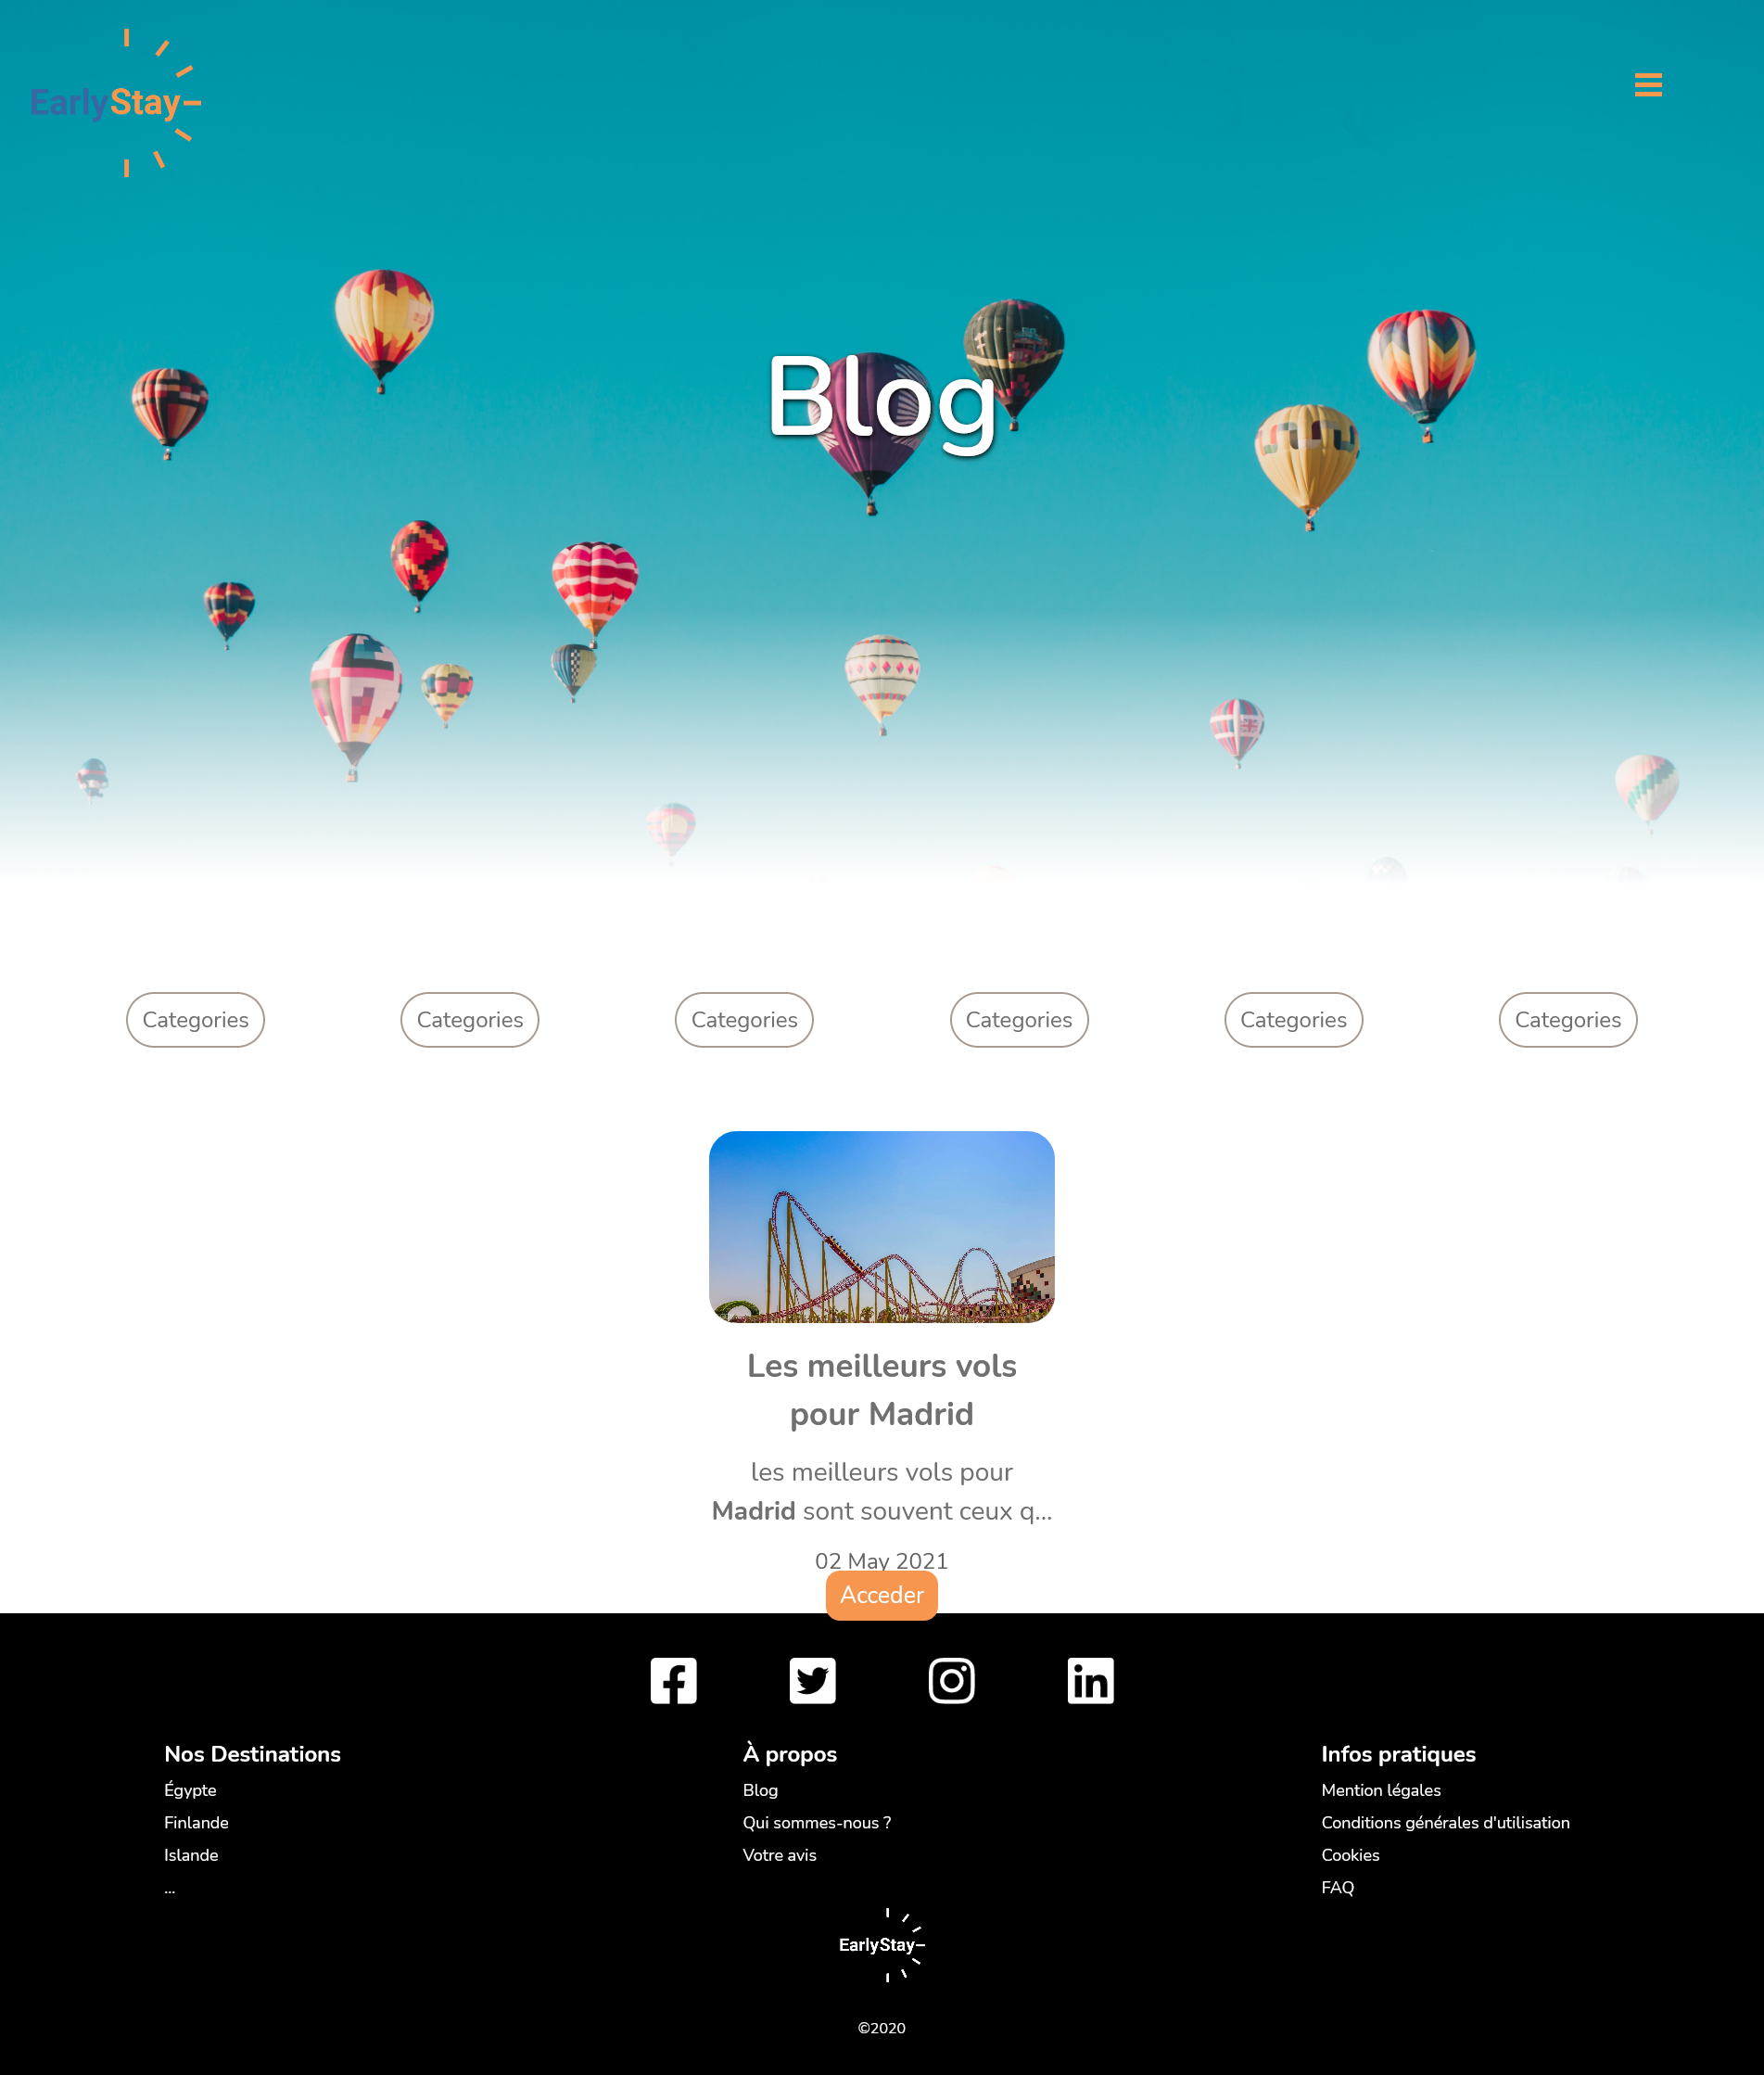 EarlyStay
Blog
Categories
Categories
Categories
Categories
Categories
Categories
Les meilleurs vols
pour Madrid
les meilleurs vols pour
Madrid sont souvent ceux q...
02 May 2021
Acceder
Nos Destinations
Égypte
Finlande
Islande
...
À propos
Blog
Qui sommes-nous ?
Votre avis
Infos pratiques
Mention légales
Conditions générales d'utilisation
Cookies
FAQ
EarlyStay
©2020